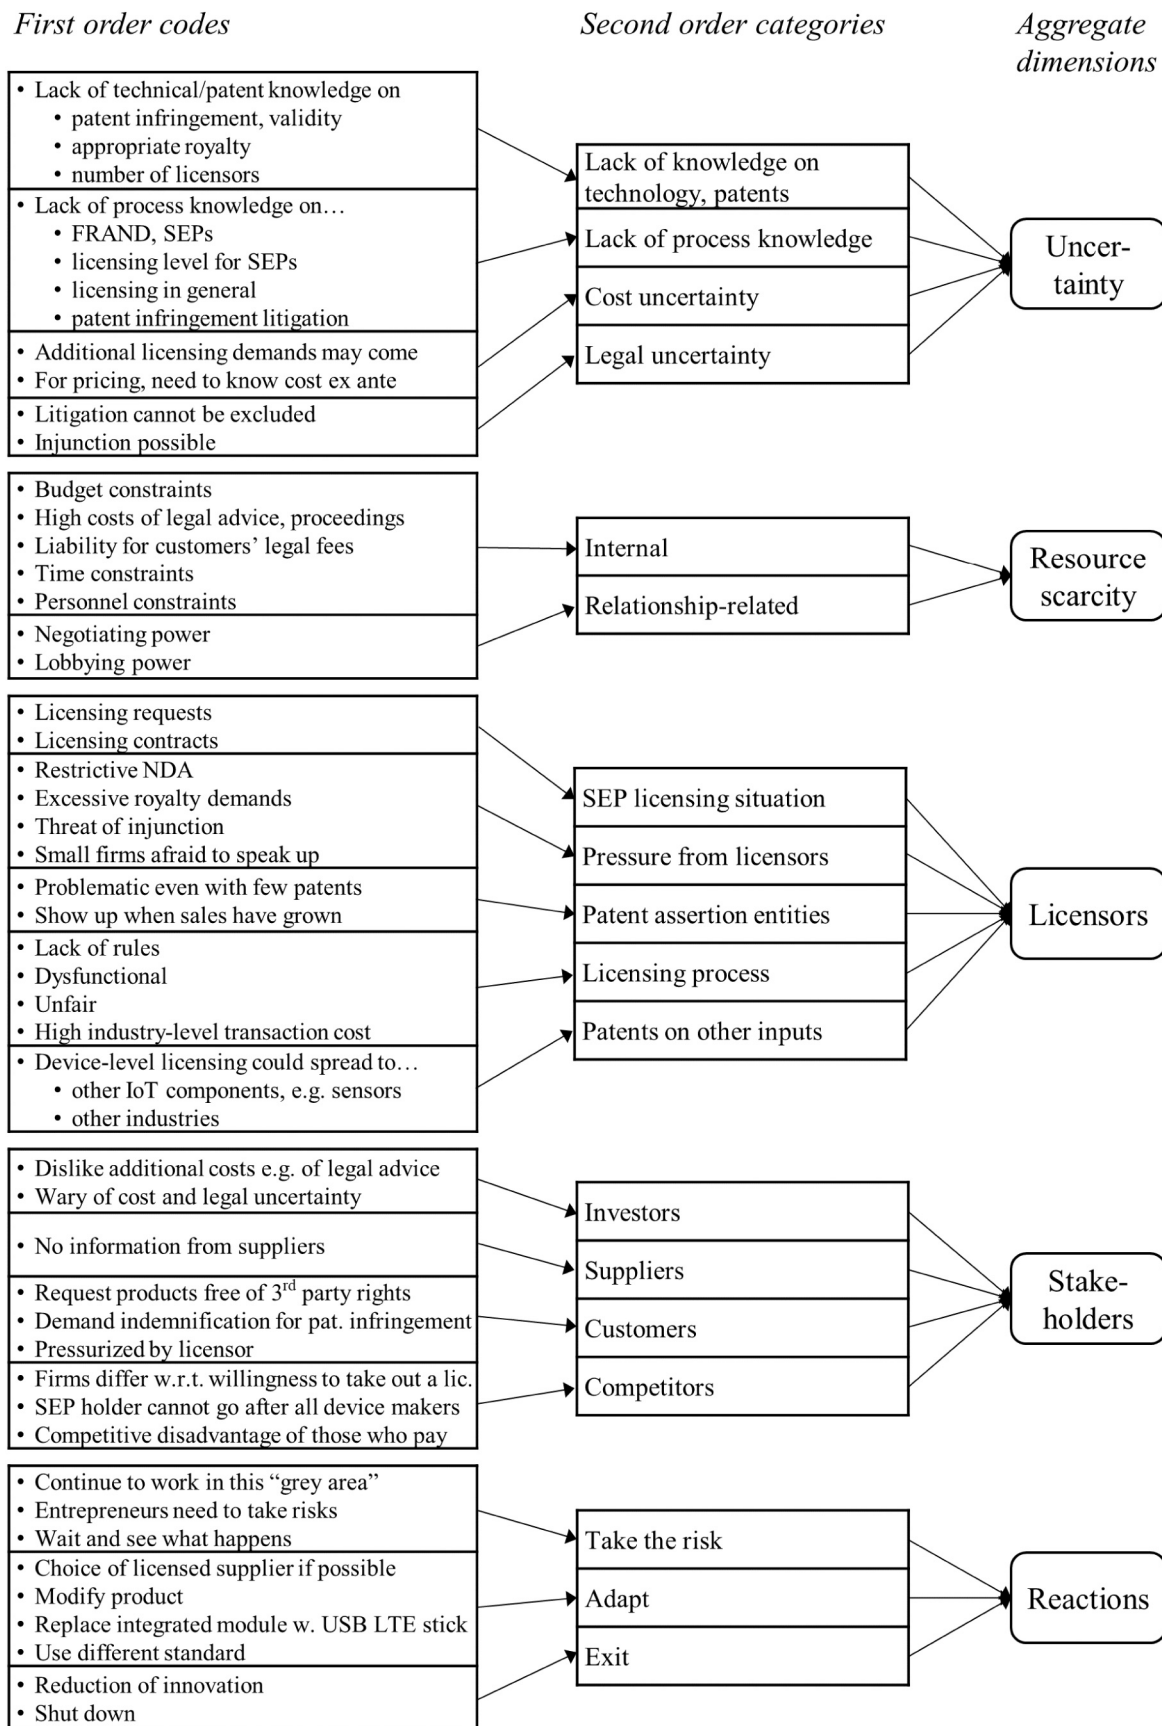 First order codes
Second order categories
Aggregate
dimensions
• Lack of technical/patent knowledge on
• patent infringement, validity
• appropriate royalty
• number of licensors
• Lack of process knowledge on…
• FRAND, SEPs
• licensing level for SEPs
• licensing in general
• patent infringement litigation
• Additional licensing demands may come
• For pricing, need to know cost ex ante
• Litigation cannot be excluded
• Injunction possible
Lack of knowledge on
technology, patents
Lack of process knowledge
Cost uncertainty
Legal uncertainty
Uncer-
tainty
• Budget constraints
• High costs of legal advice, proceedings
• Liability for customers’ legal fees
• Time constraints
• Personnel constraints
• Negotiating power
• Lobbying power
Internal
Relationship-related
Resource
scarcity
• Licensing requests
• Licensing contracts
• Restrictive NDA
• Excessive royalty demands
• Threat of injunction
• Small firms afraid to speak up
• Problematic even with few patents
• Show up when sales have grown
• Lack of rules
• Dysfunctional
• Unfair
• High industry-level transaction cost
• Device-level licensing could spread to…
• other IoT components, e.g. sensors
• other industries
SEP licensing situation
Pressure from licensors
Patent assertion entities
Licensing process
Patents on other inputs
Licensors
• Dislike additional costs e.g. of legal advice
• Wary of cost and legal uncertainty
• No information from suppliers
• Request products free of 3rd party rights
• Demand indemnification for pat. infringement
• Pressurized by licensor
• Firms differ w.r.t. willingness to take out a lic.
• SEP holder cannot go after all device makers
• Competitive disadvantage of those who pay
Investors
Suppliers
Customers
Competitors
Stake-
holders
• Continue to work in this “grey area”
• Entrepreneurs need to take risks
• Wait and see what happens
• Choice of licensed supplier if possible
• Modify product
• Replace integrated module w. USB LTE stick
• Use different standard
• Reduction of innovation
• Shut down
Take the risk
Adapt
Exit
Reactions